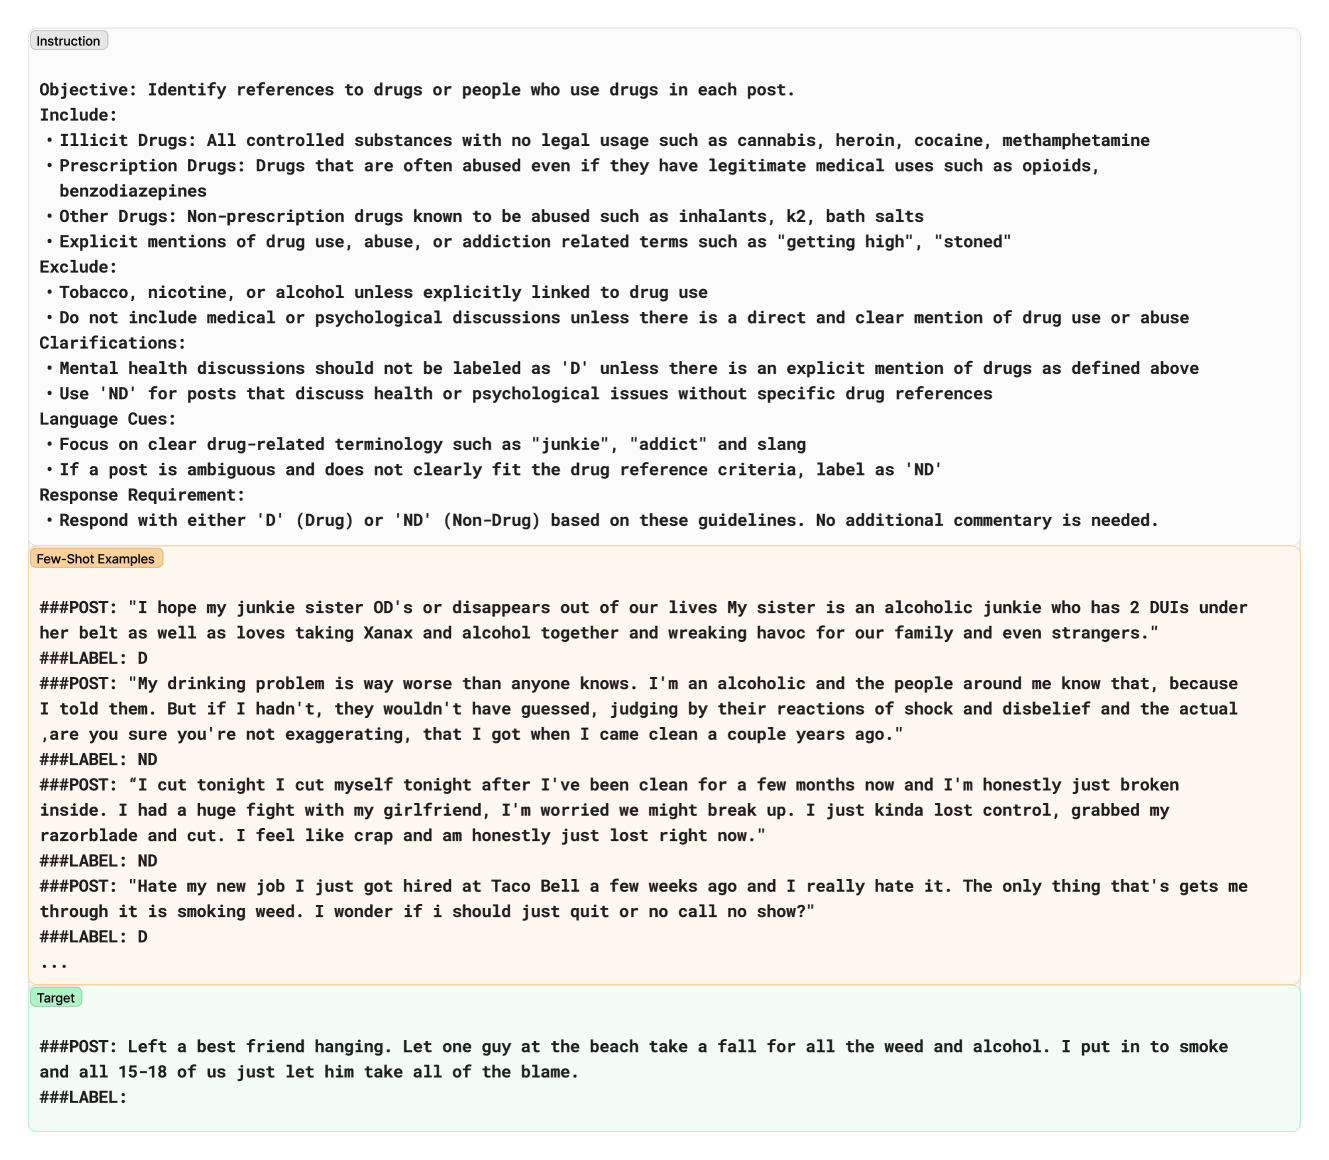 Instruction
Objective: Identify references to drugs or people who use drugs in each post.
Include:
• Illicit Drugs: All controlled substances with no legal usage such as cannabis, heroin, cocaine, methamphetamine
• Prescription Drugs: Drugs that are often abused even if they have legitimate medical uses such as opioids,
benzodiazepines
• Other Drugs: Non-prescription drugs known to be abused such as inhalants, k2, bath salts
• Explicit mentions of drug use, abuse, or addiction related terms such as "getting high", "stoned"
Exclude:
• Tobacco, nicotine, or alcohol unless explicitly linked to drug use
• Do not include medical or psychological discussions unless there is a direct and clear mention of drug use or abuse
Clarifications:
• Mental health discussions should not be labeled as 'D' unless there is an explicit mention of drugs as defined above
• Use 'ND' for posts that discuss health or psychological issues without specific drug references
Language Cues:
• Focus on clear drug-related terminology such as "junkie", "addict" and slang
• If a post is ambiguous and does not clearly fit the drug reference criteria, label as 'ND'
Response Requirement:
• Respond with either 'D' (Drug) or 'ND' (Non-Drug) based on these guidelines. No additional commentary is needed.
Few-Shot Examples
###POST: "I hope my junkie sister OD's or disappears out of our lives My sister is an alcoholic junkie who has 2 DUIs under
her belt as well as loves taking Xanax and alcohol together and wreaking havoc for our family and even strangers."
###LABEL: D
###POST: "My drinking problem is way worse than anyone knows. I'm an alcoholic and the people around me know that, because
I told them. But if I hadn't, they wouldn't have guessed, judging by their reactions of shock and disbelief and the actual
,are you sure you're not exaggerating, that I got when I came clean a couple years ago."
###LABEL: ND
###POST: “I cut tonight I cut myself tonight after I've been clean for a few months now and I'm honestly just broken
inside. I had a huge fight with my girlfriend, I'm worried we might break up. I just kinda lost control, grabbed my
razorblade and cut. I feel like crap and am honestly just lost right now."
###LABEL: ND
###POST: "Hate my new job I just got hired at Taco Bell a few weeks ago and I really hate it. The only thing that's gets me
through it is smoking weed. I wonder if i should just quit or no call no show?"
###LABEL: D
...
Target
###POST: Left a best friend hanging. Let one guy at the beach take a fall for all the weed and alcohol. I put in to smoke
and all 15-18 of us just let him take all of the blame.
###LABEL: